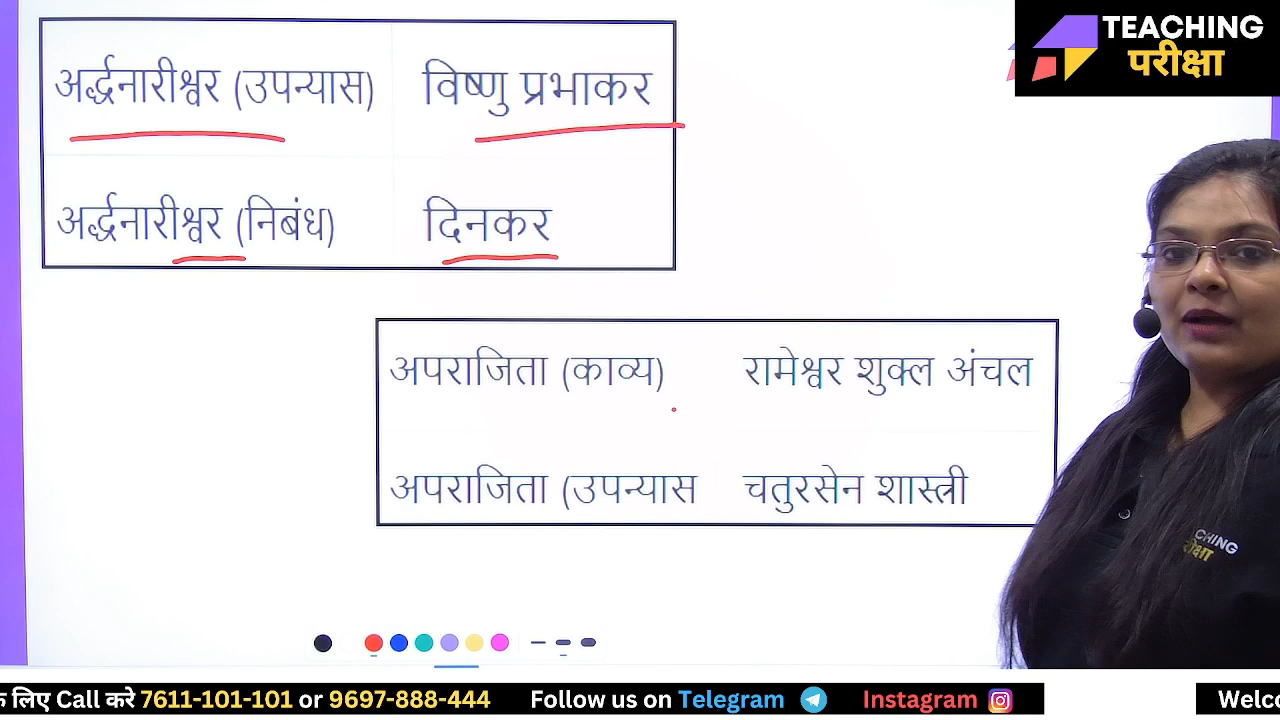 TEACHING
परीक्षा
अर्द्धनारीश्वर (उपन्यास) विष्णु प्रभाकर
अर्द्धनारीश्वर (निबंध) दिनकर
अपराजिता (काव्य) रामेश्वर शुक्ल अंचल
अपराजिता (उपन्यास चतुरसेन शास्त्री
CHING
लिए Call करे 7611-101-101 or 9697-888-444 Follow us on Telegram Instagram